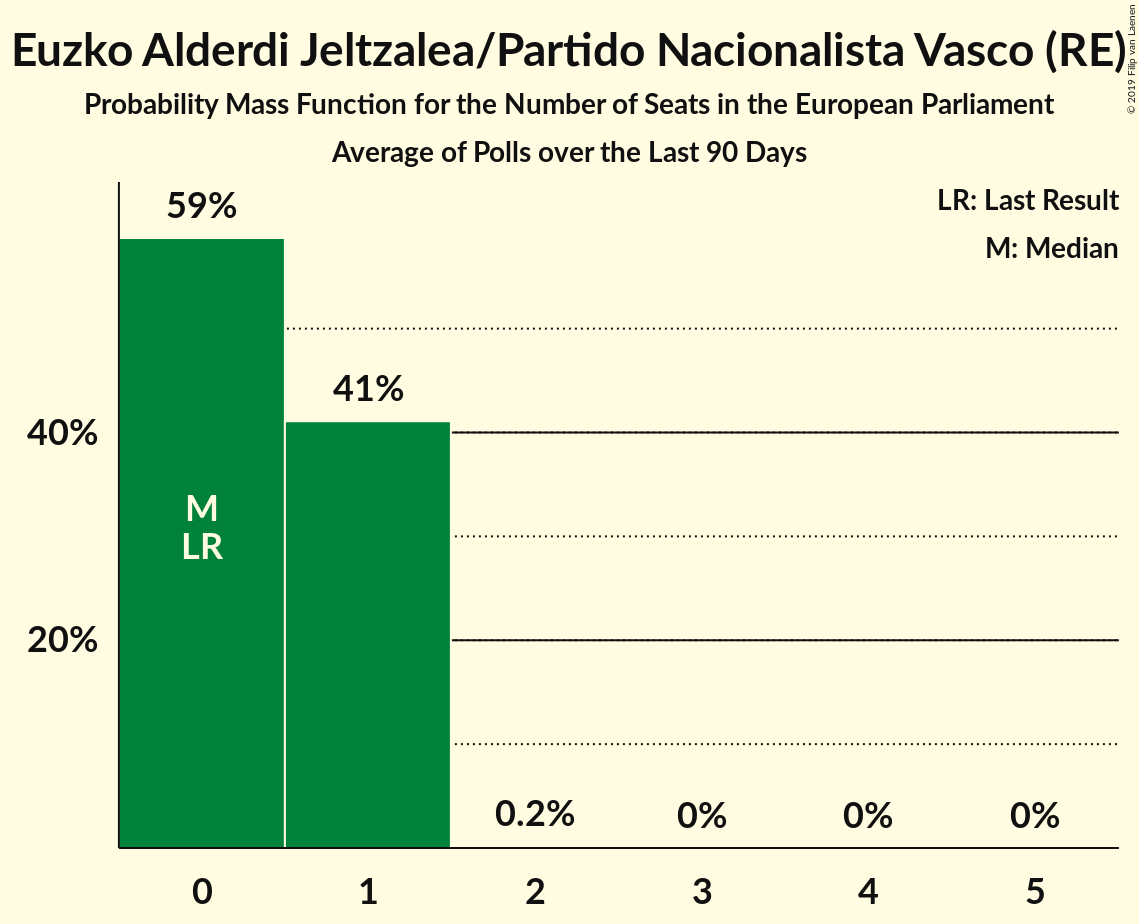 Euzko Alderdi Jeltzalea/Partido Nacionalista Vasco (RE)
Probability Mass Function for the Number of Seats in the European Parliament
Average of Polls over the Last 90 Days
© 2019 Filip van Laenen
LR: Last Result
M: Median
59%
41%
40%
M
LR
20%
0.2%
0%
0%
0%
0
1
2
3
4
5